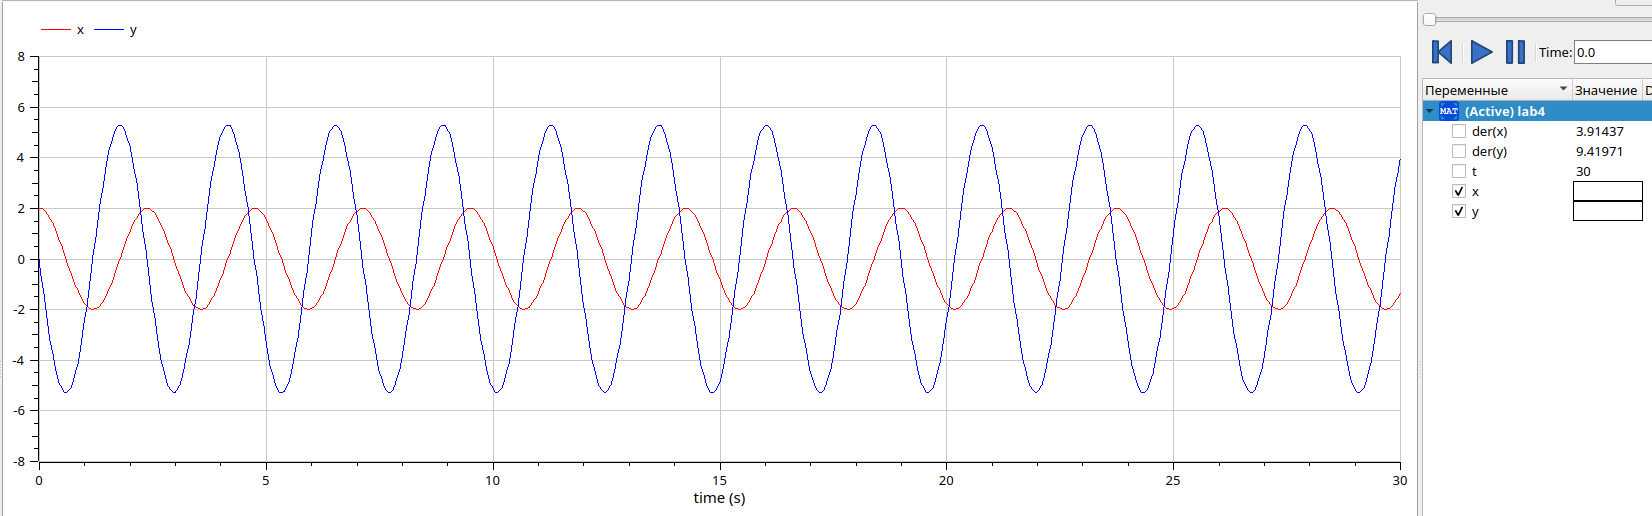 x y
8
6
4
2
0
-2
-4
-6
-8
0 5 10 15 20 25 30
time (s)
Time: 0.0
Переменные Значение D
MAT (Active) lab4
der(x) 3.91437
der(y) 9.41971
t 30
x
y